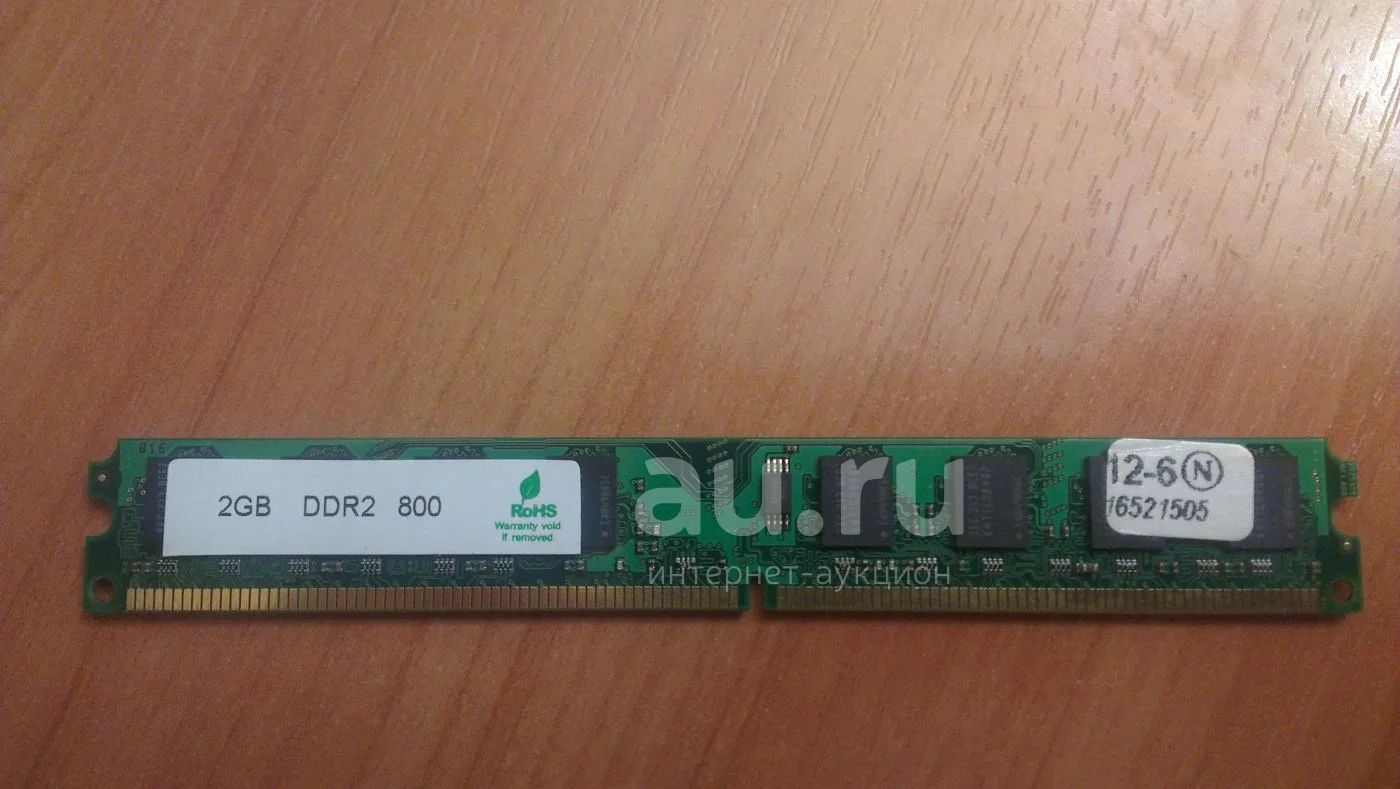 816
2GB DDR2 800
RoHS
Warranty void
if removed
au.ru
интернет-аукцион
12-6 N
16521505